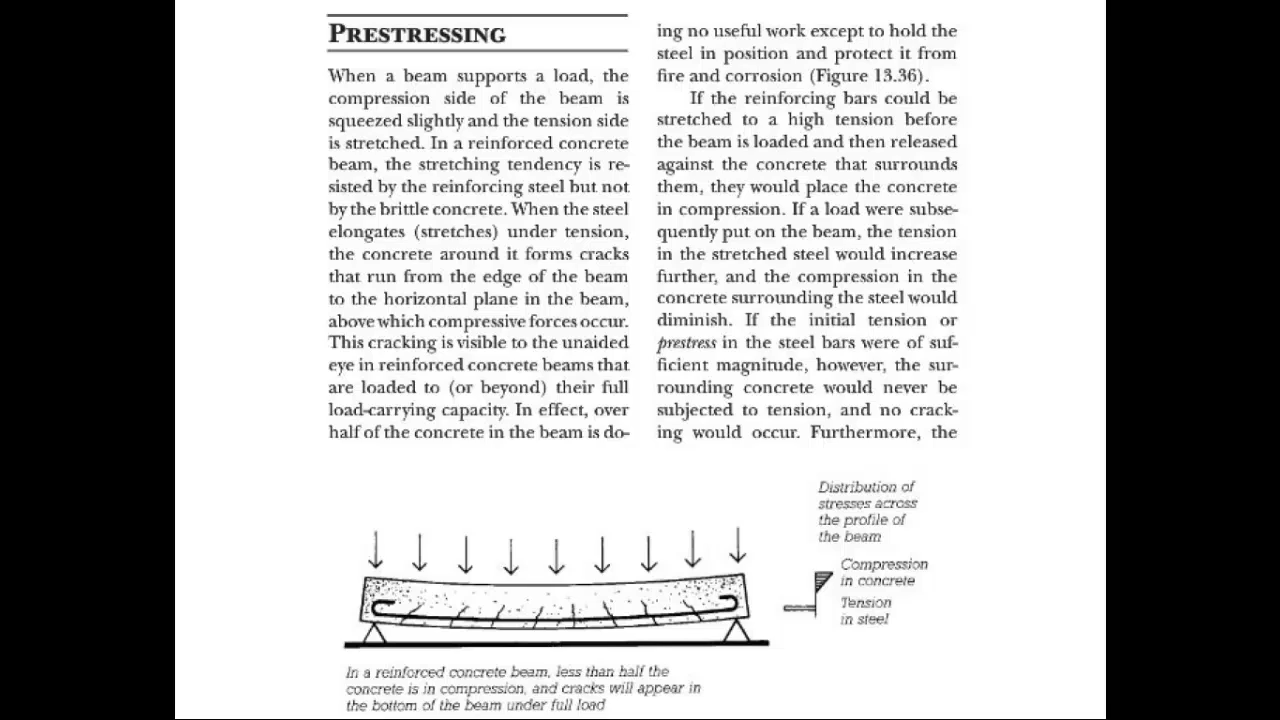 PRESTRESSING
When a beam supports a load, the
compression side of the beam is
squeezed slightly and the tension side
is stretched. In a reinforced concrete
beam, the stretching tendency is re-
sisted by the reinforcing steel but not
by the brittle concrete. When the steel
elongates (stretches) under tension,
the concrete around it forms cracks
that run from the edge of the beam
to the horizontal plane in the beam,
above which compressive forces occur.
This cracking is visible to the unaided
eye in reinforced concrete beams that
are loaded to (or beyond) their full
load-carrying capacity. In effect, over
half of the concrete in the beam is do-
ing no useful work except to hold the
steel in position and protect it from
fire and corrosion (Figure 13.36).
If the reinforcing bars could be
stretched to a high tension before
the beam is loaded and then released
against the concrete that surrounds
them, they would place the concrete
in compression. If a load were subse-
quently put on the beam, the tension
in the stretched steel would increase
further, and the compression in the
concrete surrounding the steel would
diminish. If the initial tension or
prestress in the steel bars were of suf-
ficient magnitude, however, the sur-
rounding concrete would never be
subjected to tension, and no crack-
ing would occur. Furthermore, the
Distribution of
stresses across
the profile of
the beam
Compression
in concrete
Tension
in steel
In a reinforced concrete beam, less than half the
concrete is in compression, and cracks will appear in
the bottom of the beam under full load